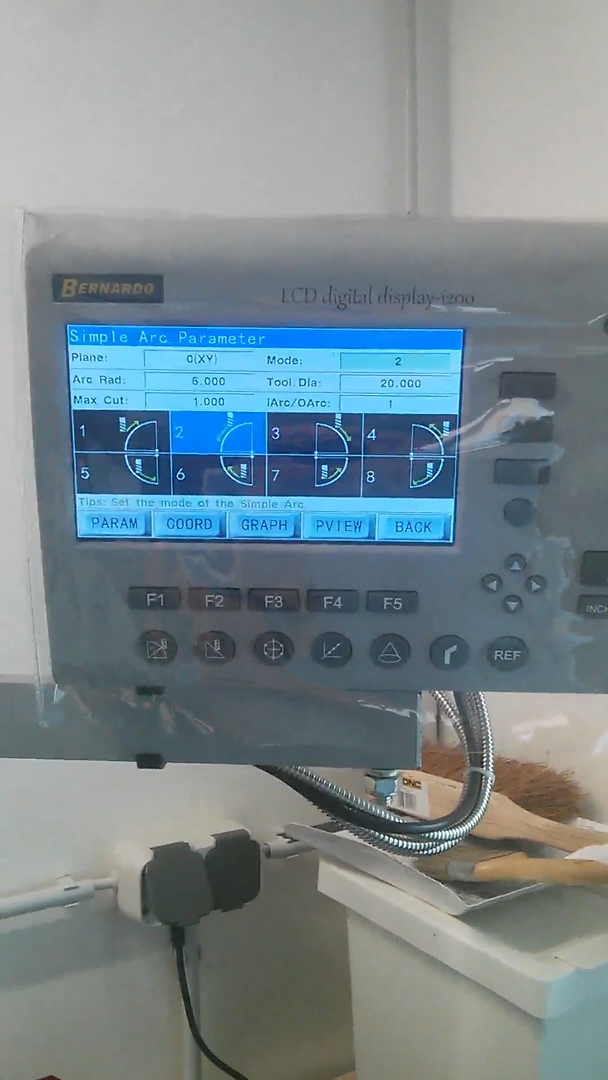 BERNARDO
LCD digital display-i200
Simple Arc Parameter
Plane: 0(XY) Mode: 2
Arc Rad: 6.000 Tool Dia: 20.000
Max Cut: 1.000 IArc/OArc: 1
1 2 3 4
5 6 7 8
Tips: Set the mode of the Simple Arc
PARAM COORD GRAPH PVIEW BACK
F1 F2 F3 F4 F5
INCH
REF
DNC